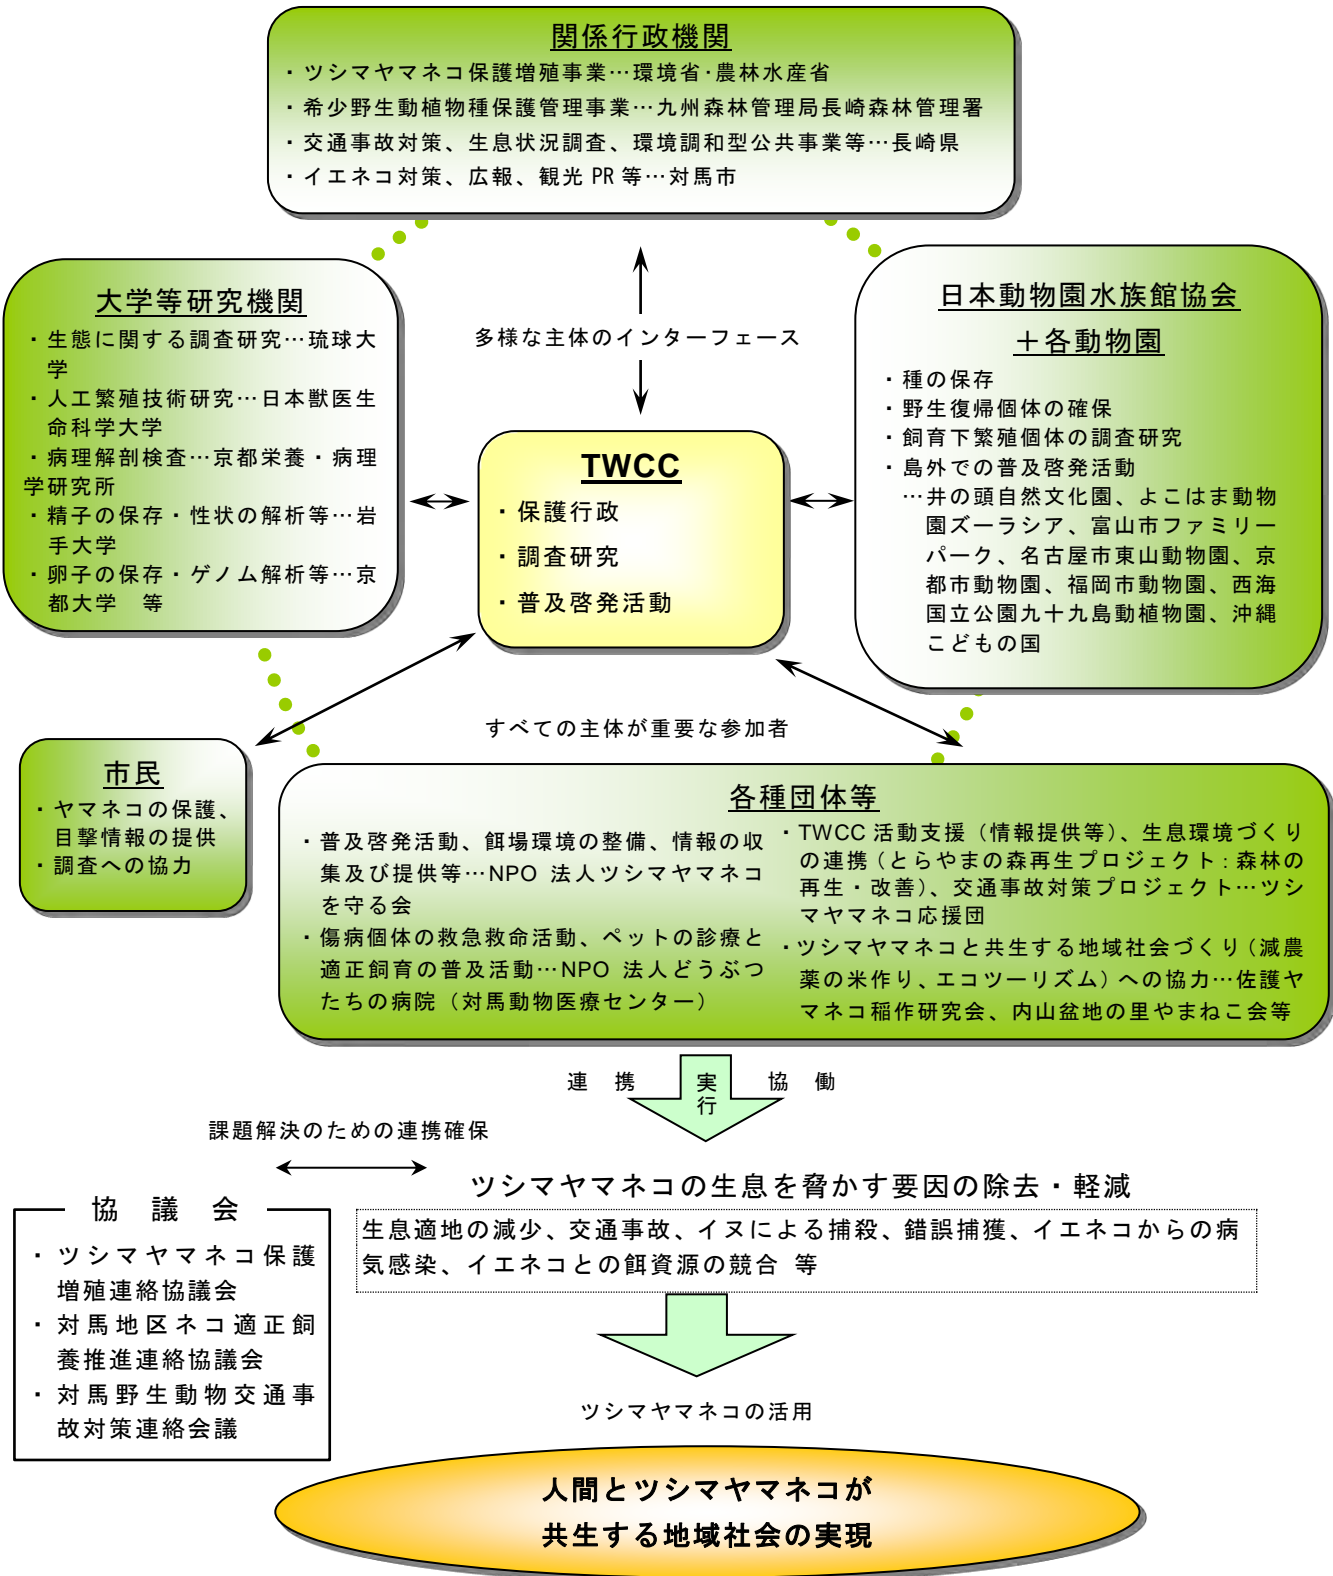 関係行政機関
・ツシマヤマネコ保護増殖事業…環境省・農林水産省
・希少野生動植物種保護管理事業…九州森林管理局長崎森林管理署
・交通事故対策、生息状況調査、環境調和型公共事業等…長崎県
・イエネコ対策、広報、観光 PR 等…対馬市
大学等研究機関
・生態に関する調査研究…琉球大
学
・人工繁殖技術研究…日本獣医生
命科学大学
・病理解剖検査…京都栄養・病理
学研究所
・精子の保存・性状の解析等…岩
手大学
・卵子の保存・ゲノム解析等…京
都大学 等
多様な主体のインターフェース
日本動物園水族館協会
＋各動物園
・種の保存
・野生復帰個体の確保
・飼育下繁殖個体の調査研究
・島外での普及啓発活動
…井の頭自然文化園、よこはま動物
園ズーラシア、富山市ファミリー
パーク、名古屋市東山動物園、京
都市動物園、福岡市動物園、西海
国立公園九十九島動植物園、沖縄
こどもの国
TWCC
・保護行政
・調査研究
・普及啓発活動
すべての主体が重要な参加者
市民
・ヤマネコの保護、
目撃情報の提供
・調査への協力
各種団体等
・普及啓発活動、餌場環境の整備、情報の収
集及び提供等…NPO 法人ツシマヤマネコ
を守る会
・傷病個体の救急救命活動、ペットの診療と
適正飼育の普及活動…NPO 法人どうぶつ
たちの病院（対馬動物医療センター）
・TWCC 活動支援（情報提供等）、生息環境づくり
の連携（とらやまの森再生プロジェクト：森林の
再生・改善）、交通事故対策プロジェクト…ツシ
マヤマネコ応援団
・ツシマヤマネコと共生する地域社会づくり（減農
薬の米作り、エコツーリズム）への協力…佐護ヤ
マネコ稲作研究会、内山盆地の里やまねこ会等
連 携 実行 協 働
課題解決のための連携確保
協 議 会
・ツシマヤマネコ保護
増殖連絡協議会
・対馬地区ネコ適正飼
養推進連絡協議会
・対馬野生動物交通事
故対策連絡会議
ツシマヤマネコの生息を脅かす要因の除去・軽減
生息適地の減少、交通事故、イヌによる捕殺、錯誤捕獲、イエネコからの病
気感染、イエネコとの餌資源の競合 等
ツシマヤマネコの活用
人間とツシマヤマネコが
共生する地域社会の実現